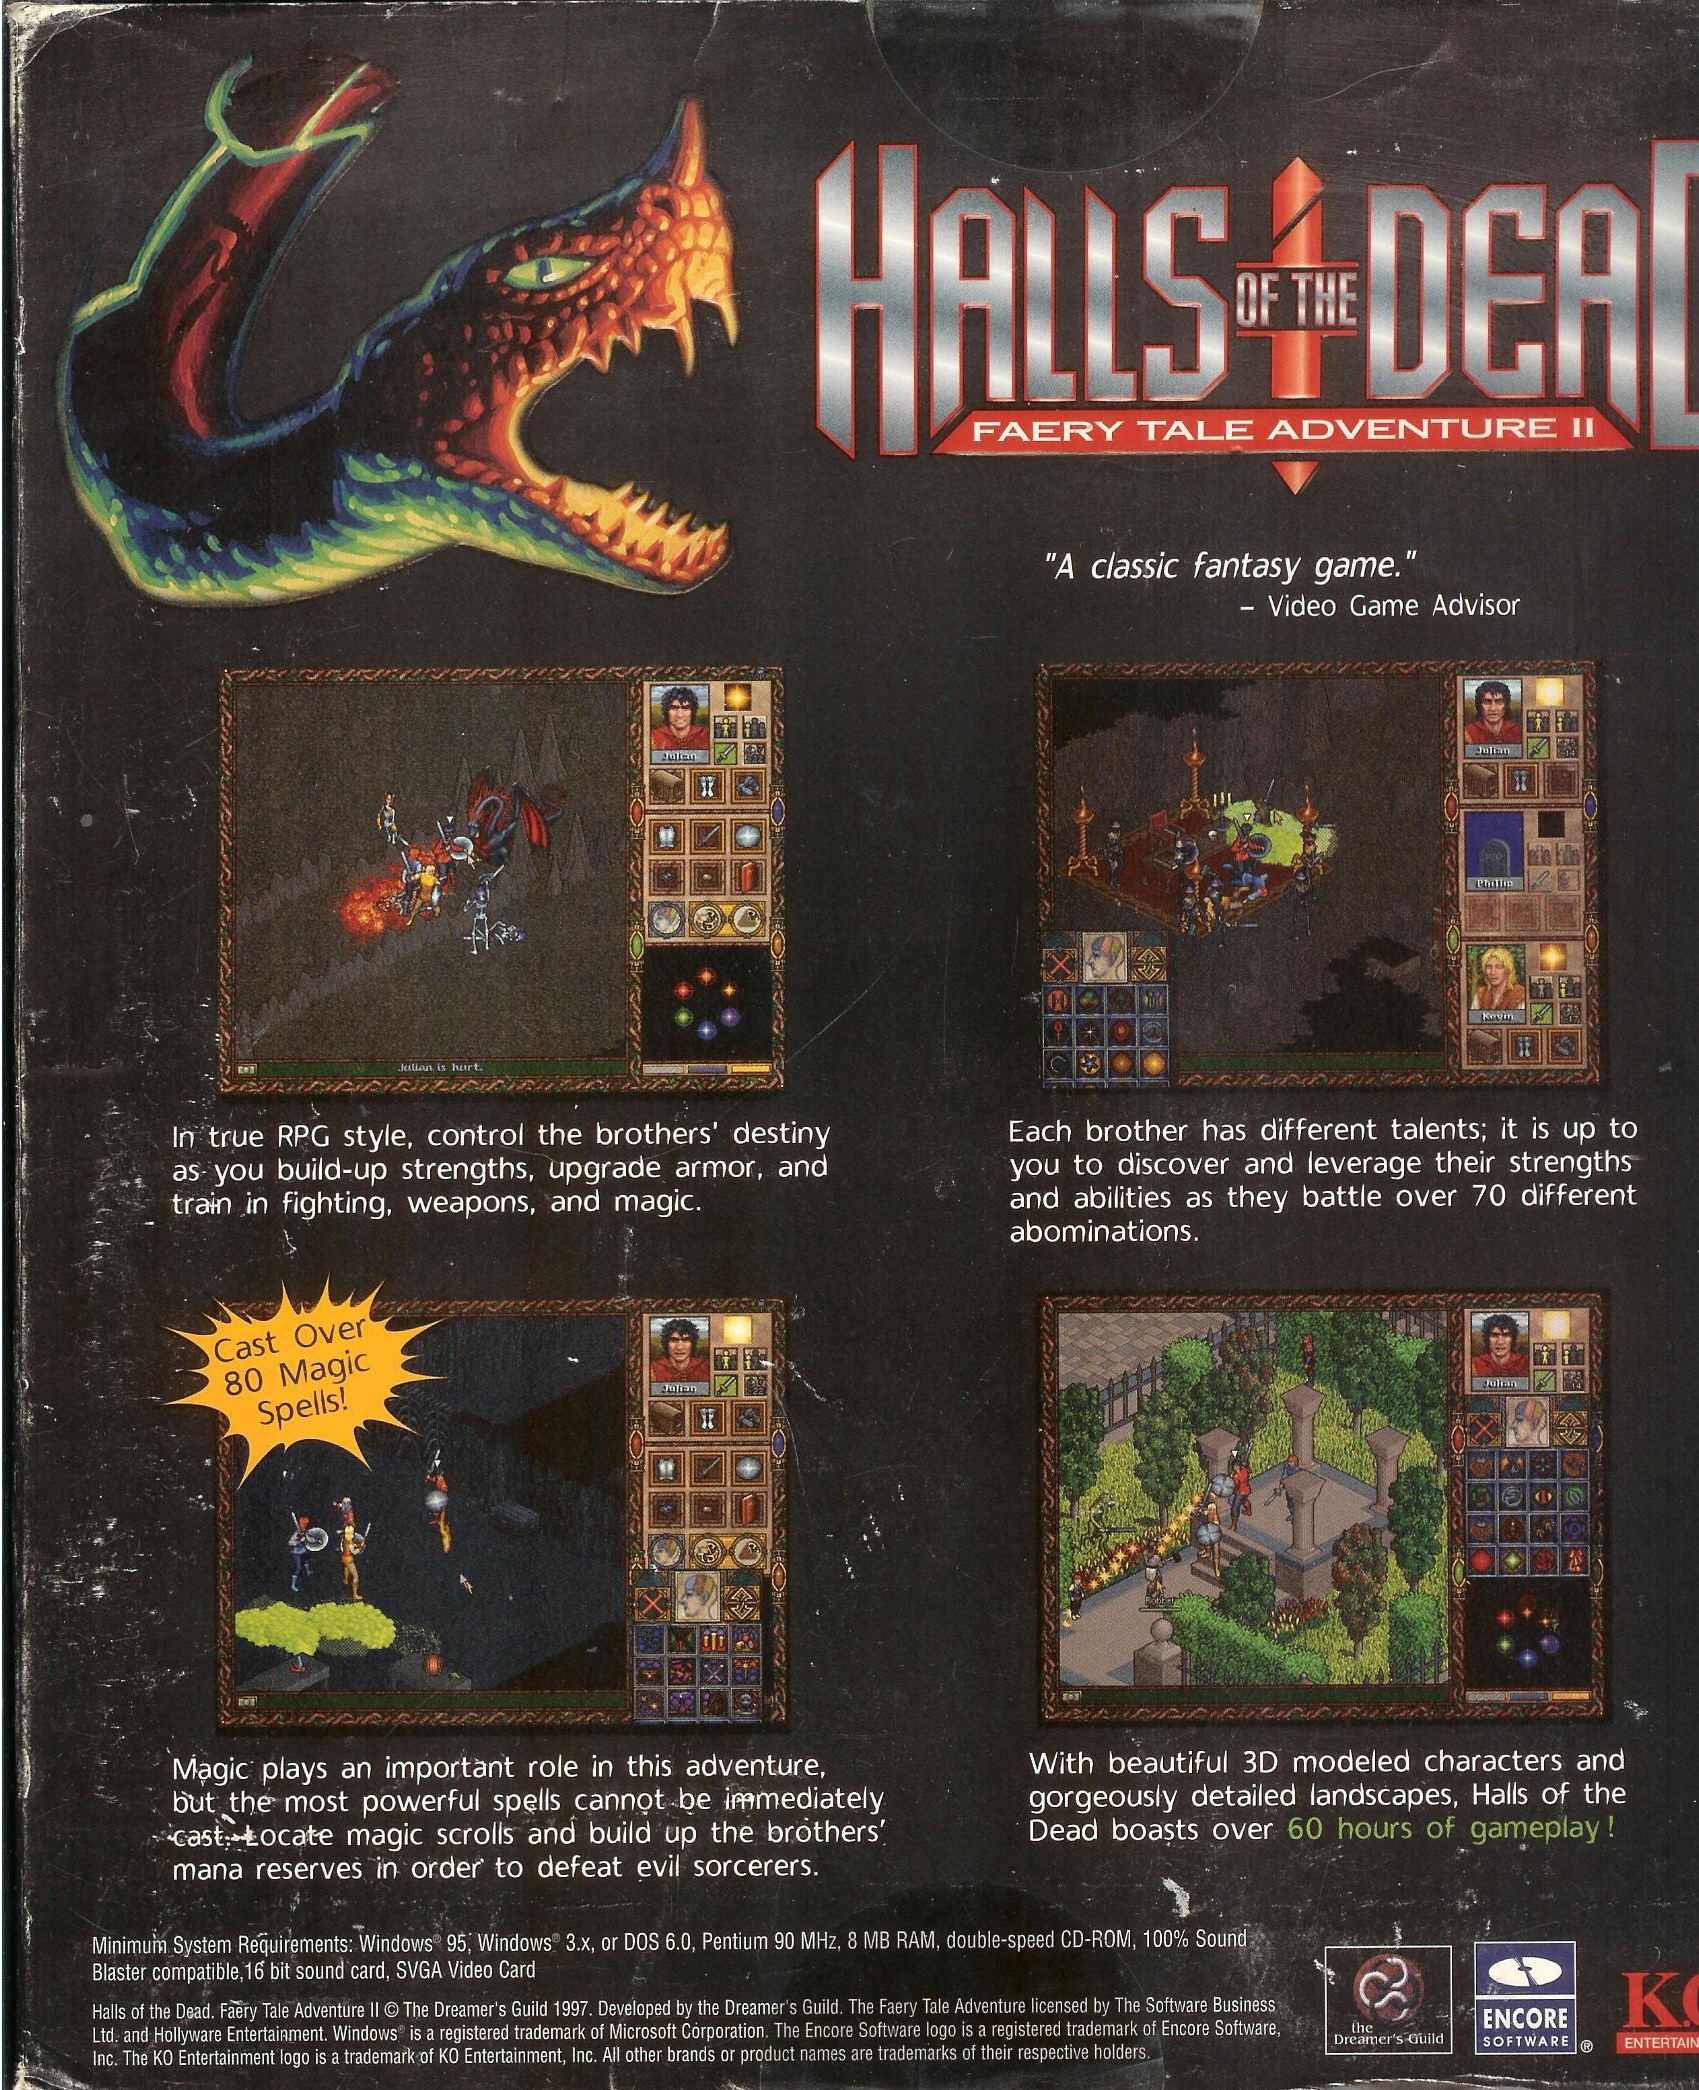 HALLS OF THE DEAD
FAERY TALE ADVENTURE II
"A classic fantasy game."
– Video Game Advisor
Julian
Julian is hurt.
Julian
Phillip
Kevin
In true RPG style, control the brothers' destiny
as you build-up strengths, upgrade armor, and
train in fighting, weapons, and magic.
Each brother has different talents; it is up to
you to discover and leverage their strengths
and abilities as they battle over 70 different
abominations.
Cast Over
80 Magic
Spells!
Julian
Julian
Robber
Magic plays an important role in this adventure,
but the most powerful spells cannot be immediately
cast. Locate magic scrolls and build up the brothers'
mana reserves in order to defeat evil sorcerers.
With beautiful 3D modeled characters and
gorgeously detailed landscapes, Halls of the
Dead boasts over 60 hours of gameplay!
Minimum System Requirements: Windows® 95, Windows® 3.x, or DOS 6.0, Pentium 90 MHz, 8 MB RAM, double-speed CD-ROM, 100% Sound
Blaster compatible,16 bit sound card, SVGA Video Card
Halls of the Dead. Faery Tale Adventure II © The Dreamer's Guild 1997. Developed by the Dreamer's Guild. The Faery Tale Adventure licensed by The Software Business
Ltd. and Hollyware Entertainment. Windows® is a registered trademark of Microsoft Corporation. The Encore Software logo is a registered trademark of Encore Software,
Inc. The KO Entertainment logo is a trademark of KO Entertainment, Inc. All other brands or product names are trademarks of their respective holders.
the
Dreamer's Guild
ENCORE
SOFTWARE ®
K.O
ENTERTAIN